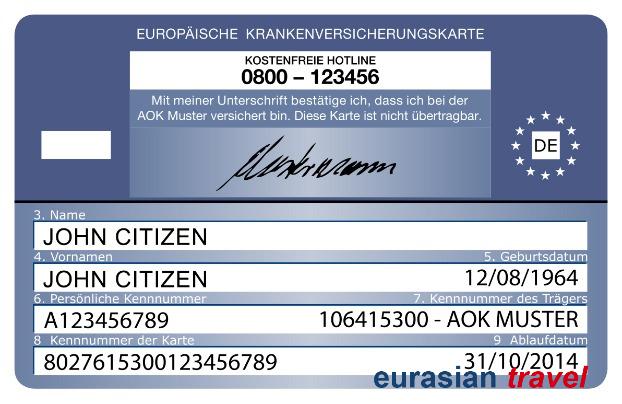 EUROPÄISCHE KRANKENVERSICHERUNGSKARTE
KOSTENFREIE HOTLINE
0800 – 123456
Mit meiner Unterschrift bestätige ich, dass ich bei der
AOK Muster versichert bin. Diese Karte ist nicht übertragbar.
Mustermann
DE
3. Name
JOHN CITIZEN
4. Vornamen 5. Geburtsdatum
JOHN CITIZEN 12/08/1964
6. Persönliche Kennnummer 7. Kennnummer des Trägers
A123456789 106415300 - AOK MUSTER
8 Kennnummer der Karte 9 Ablaufdatum
8027615300123456789 31/10/2014
eurasian travel